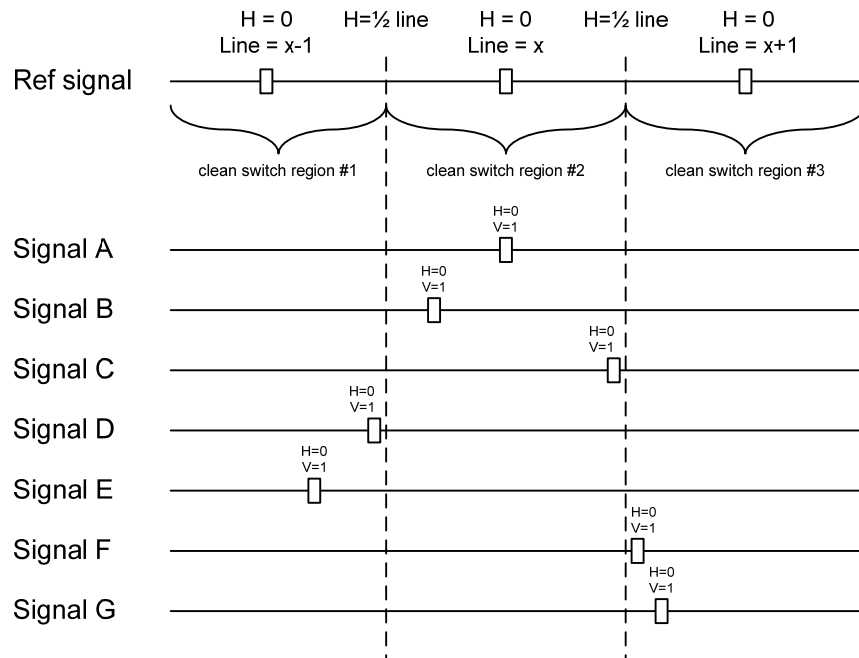 H = 0
Line = x-1
H=½ line
H = 0
Line = x
H=½ line
H = 0
Line = x+1
Ref signal
clean switch region #1
clean switch region #2
clean switch region #3
H=0
V=1
Signal A
H=0
V=1
Signal B
H=0
V=1
Signal C
H=0
V=1
Signal D
H=0
V=1
Signal E
H=0
V=1
Signal F
H=0
V=1
Signal G